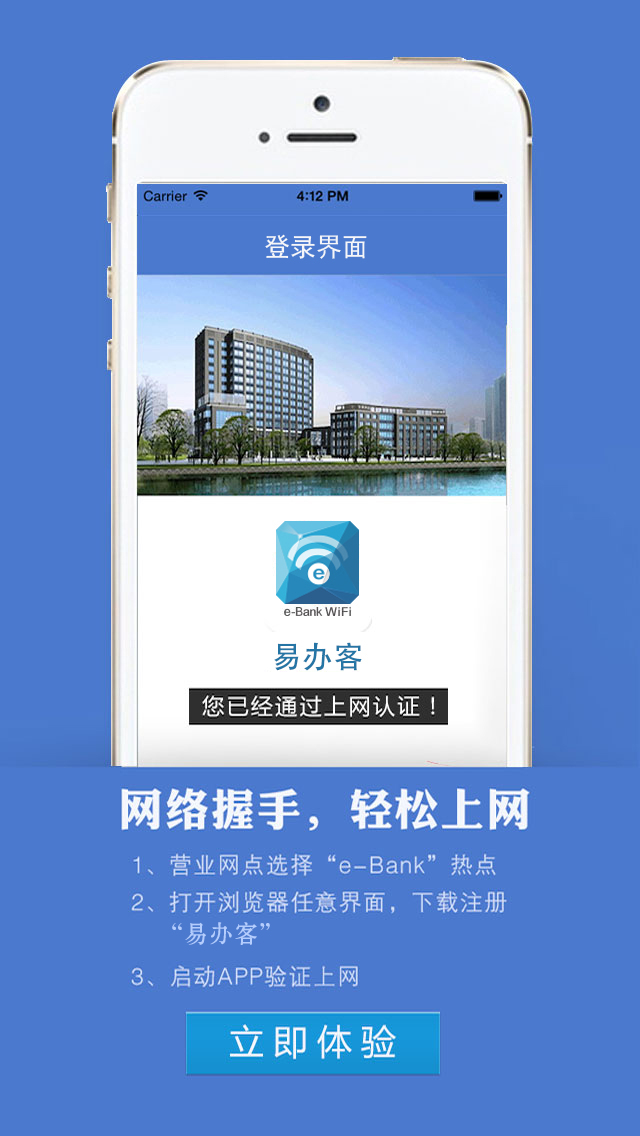 Carrier 4:12 PM
登录界面
e
e-Bank WiFi
易办客
您已经通过上网认证！
网络握手，轻松上网
1、营业网点选择“e-Bank”热点
2、打开浏览器任意界面，下载注册
“易办客”
3、启动APP验证上网
立即体验